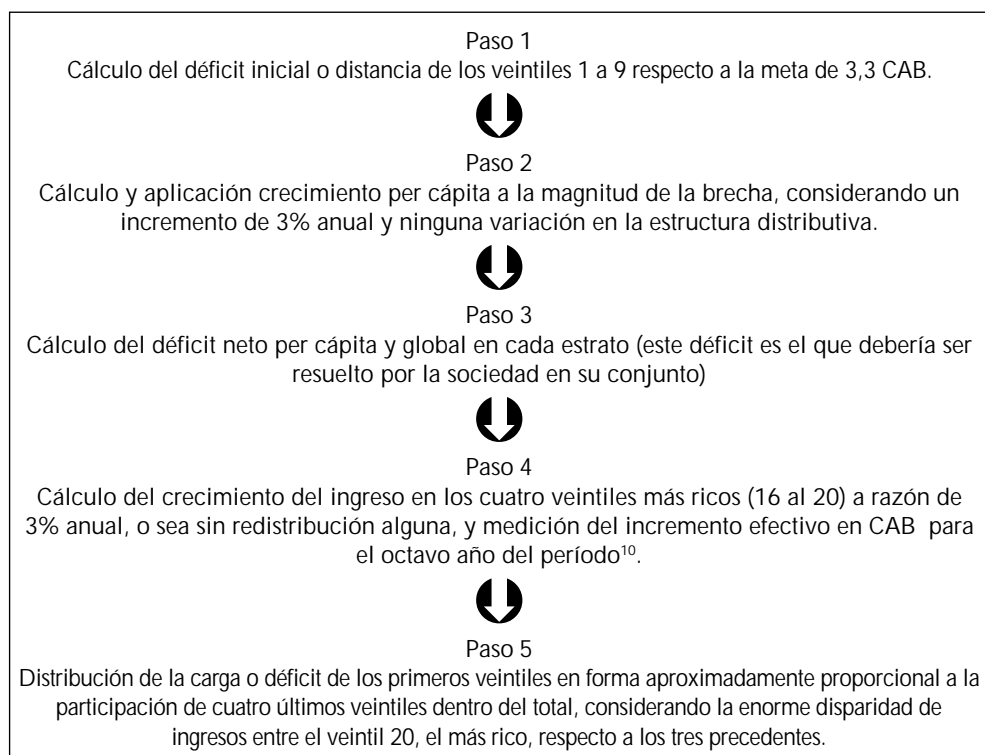 Paso 1
Cálculo del déficit inicial o distancia de los veintiles 1 a 9 respecto a la meta de 3,3 CAB.
Paso 2
Cálculo y aplicación crecimiento per cápita a la magnitud de la brecha, considerando un
incremento de 3% anual y ninguna variación en la estructura distributiva.
Paso 3
Cálculo del déficit neto per cápita y global en cada estrato (este déficit es el que debería ser
resuelto por la sociedad en su conjunto)
Paso 4
Cálculo del crecimiento del ingreso en los cuatro veintiles más ricos (16 al 20) a razón de
3% anual, o sea sin redistribución alguna, y medición del incremento efectivo en CAB para
el octavo año del período¹⁰.
Paso 5
Distribución de la carga o déficit de los primeros veintiles en forma aproximadamente proporcional a la
participación de cuatro últimos veintiles dentro del total, considerando la enorme disparidad de
ingresos entre el veintil 20, el más rico, respecto a los tres precedentes.